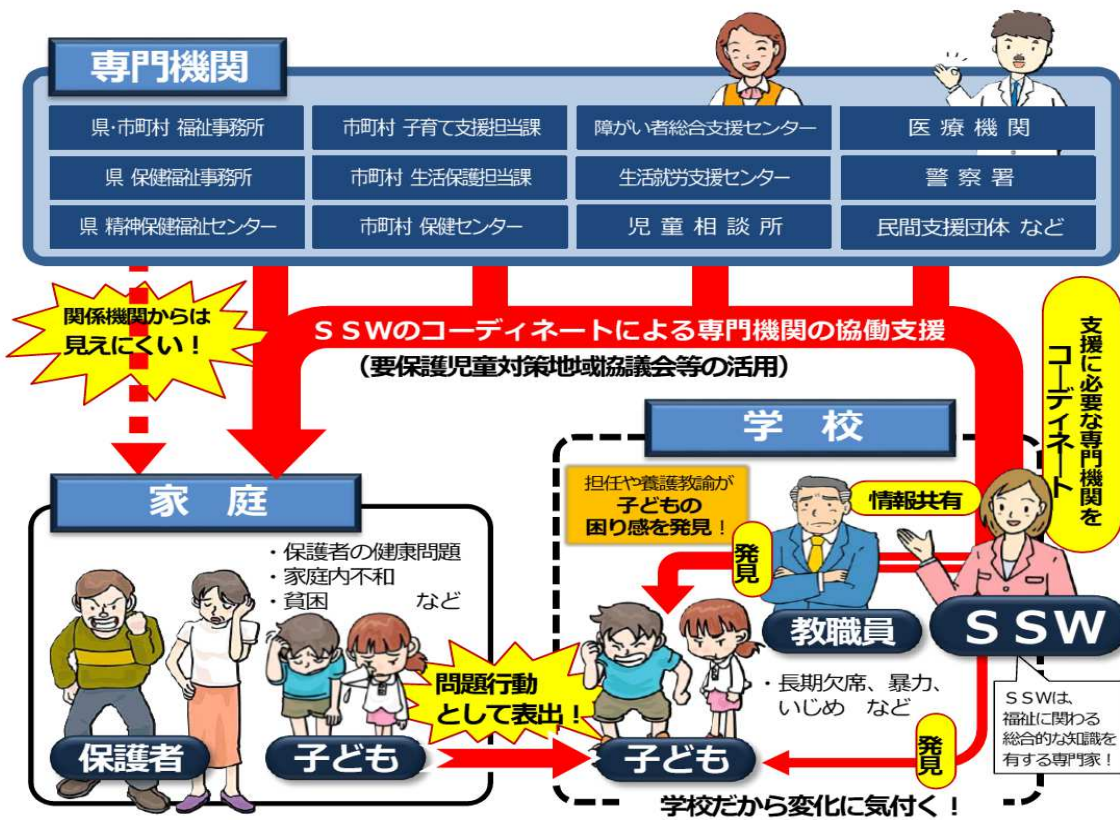 専門機関
県・市町村 福祉事務所
市町村 子育て支援担当課
障がい者総合支援センター
医療機関
県 保健福祉事務所
市町村 生活保護担当課
生活就労支援センター
警察署
県 精神保健福祉センター
市町村 保健センター
児童相談所
民間支援団体 など
関係機関からは
見えにくい！
ＳＳＷのコーディネートによる専門機関の協働支援
（要保護児童対策地域協議会等の活用）
支援に必要な専門機関を
コーディネート
学 校
担任や養護教諭が
子どもの
困り感を発見！
情報共有
発見
教職員
ＳＳＷ
家 庭
・保護者の健康問題
・家庭内不和
・貧困　　など
問題行動
として表出！
保護者
子ども
子ども
・長期欠席、暴力、
いじめ　など
発見
ＳＳＷは、
福祉に関わる
総合的な知識を
有する専門家！
学校だから変化に気付く！